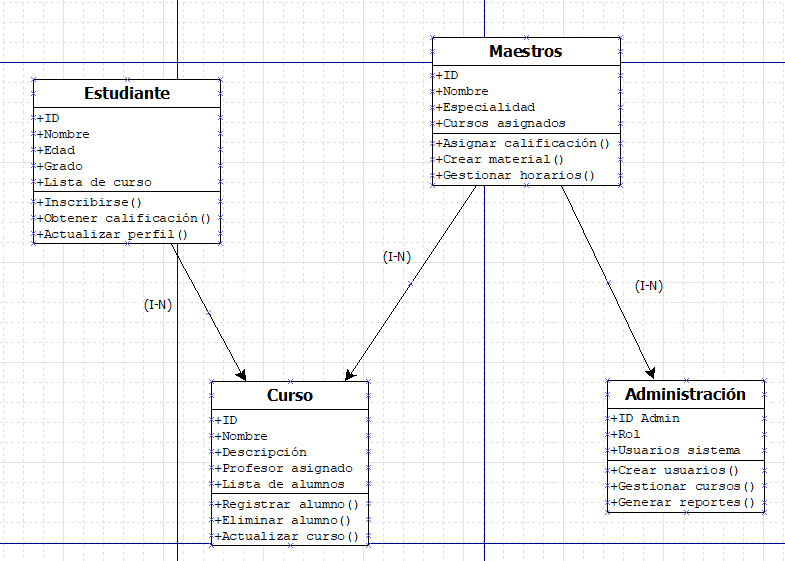 Estudiante
+ID
+Nombre
+Edad
+Grado
+Lista de curso
+Inscribirse()
+Obtener calificación()
+Actualizar perfil()
Maestros
+ID
+Nombre
+Especialidad
+Cursos asignados
+Asignar calificación()
+Crear material()
+Gestionar horarios()
(I-N)
(I-N)
(I-N)
Curso
+ID
+Nombre
+Descripción
+Profesor asignado
+Lista de alumnos
+Registrar alumno()
+Eliminar alumno()
+Actualizar curso()
Administración
+ID Admin
+Rol
+Usuarios sistema
+Crear usuarios()
+Gestionar cursos()
+Generar reportes()